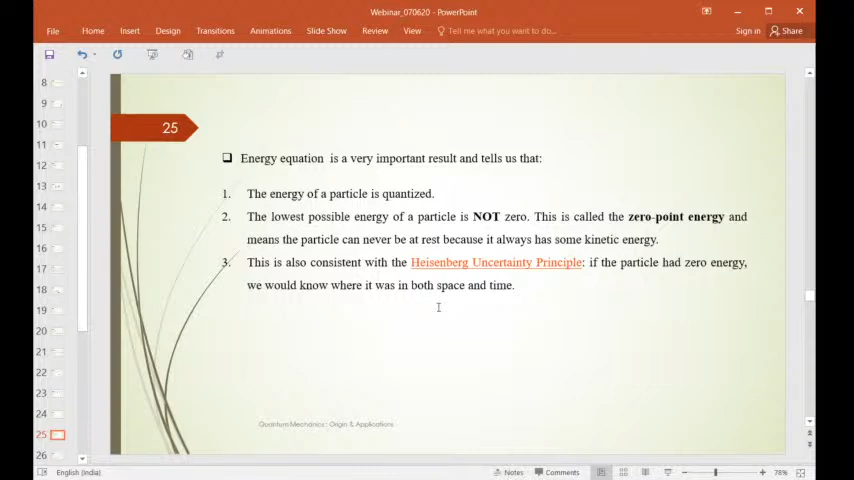 Webinar_070620 - PowerPoint
File Home Insert Design Transitions Animations Slide Show Review View Tell me what you want to do... Sign in Share
8
9
10
11
12
13
14
15
16
17
18
19
20
21
22
23
24
25
26
25
Energy equation is a very important result and tells us that:
1. The energy of a particle is quantized.
2. The lowest possible energy of a particle is NOT zero. This is called the zero-point energy and
means the particle can never be at rest because it always has some kinetic energy.
3. This is also consistent with the Heisenberg Uncertainty Principle: if the particle had zero energy,
we would know where it was in both space and time.
Quantum Mechanics : Origin & Applications
English (India) Notes Comments 78%